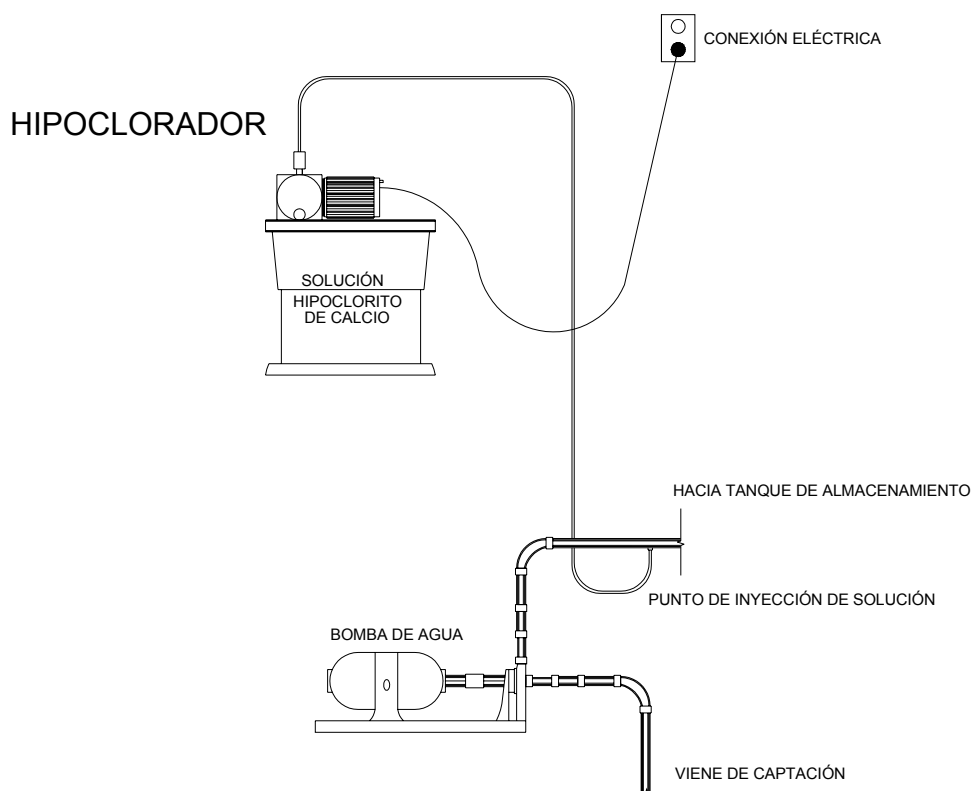 CONEXIÓN ELÉCTRICA
HIPOCLORADOR
SOLUCIÓN
HIPOCLORITO
DE CALCIO
HACIA TANQUE DE ALMACENAMIENTO
PUNTO DE INYECCIÓN DE SOLUCIÓN
BOMBA DE AGUA
VIENE DE CAPTACIÓN